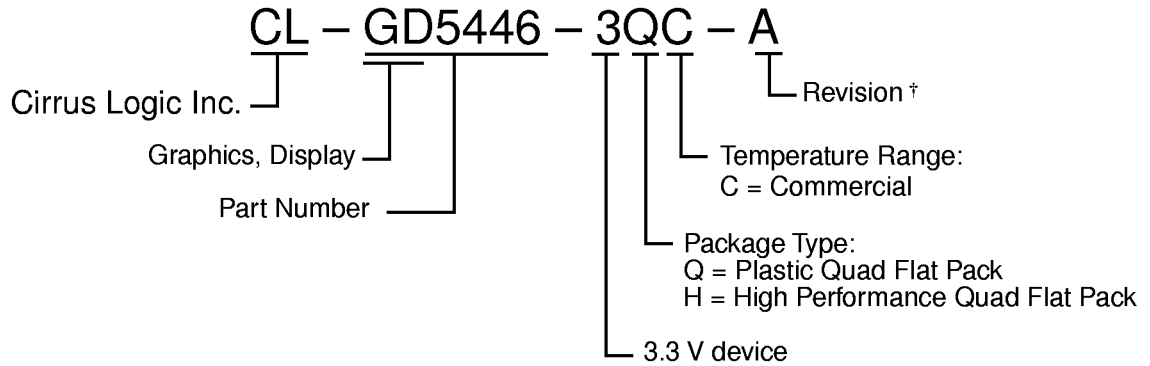 CL – GD5446 – 3QC – A
Revision †
Cirrus Logic Inc.
Graphics, Display
Temperature Range:
C = Commercial
Part Number
Package Type:
Q = Plastic Quad Flat Pack
H = High Performance Quad Flat Pack
3.3 V device